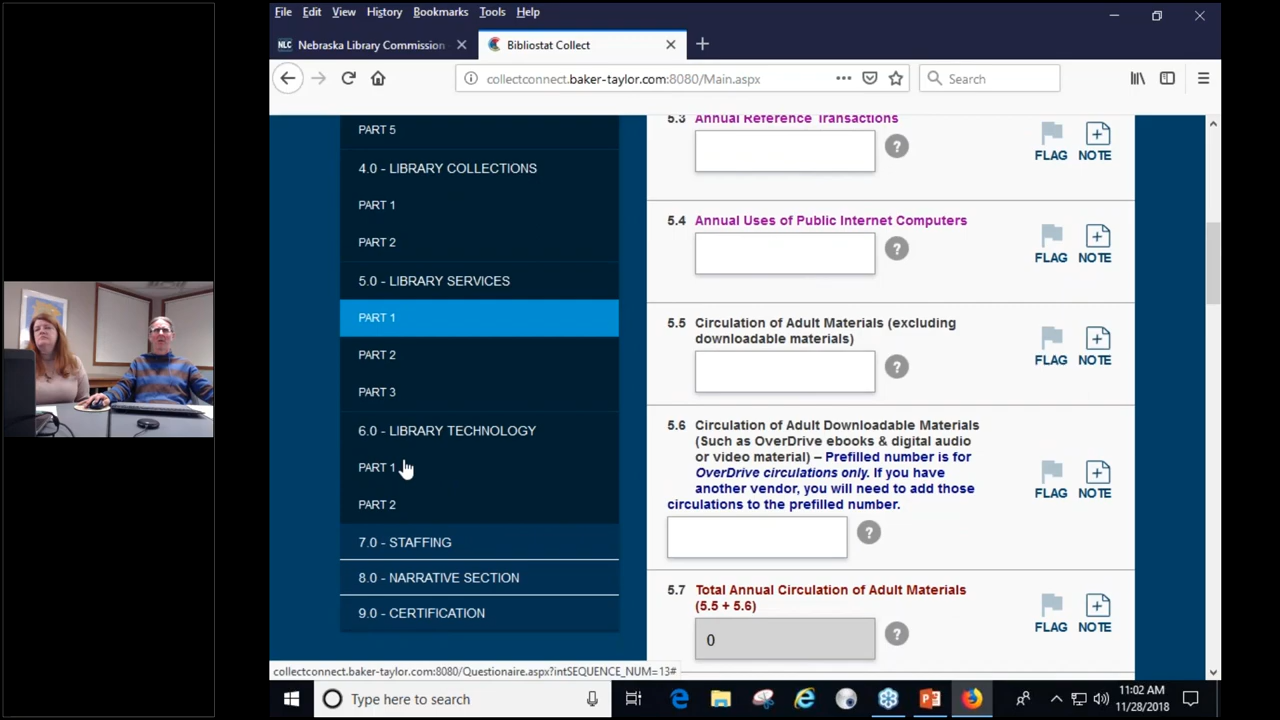 File Edit View History Bookmarks Tools Help
NLC Nebraska Library Commission
Bibliostat Collect
collectconnect.baker-taylor.com:8080/Main.aspx
Search
PART 5
4.0 - LIBRARY COLLECTIONS
PART 1
PART 2
5.0 - LIBRARY SERVICES
PART 1
PART 2
PART 3
6.0 - LIBRARY TECHNOLOGY
PART 1
PART 2
7.0 - STAFFING
8.0 - NARRATIVE SECTION
9.0 - CERTIFICATION
5.3 Annual Reference Transactions
?
FLAG NOTE
5.4 Annual Uses of Public Internet Computers
?
FLAG NOTE
5.5 Circulation of Adult Materials (excluding
downloadable materials)
?
FLAG NOTE
5.6 Circulation of Adult Downloadable Materials
(Such as OverDrive ebooks & digital audio
or video material) – Prefilled number is for
OverDrive circulations only. If you have
another vendor, you will need to add those
circulations to the prefilled number.
?
FLAG NOTE
5.7 Total Annual Circulation of Adult Materials
(5.5 + 5.6)
0
?
FLAG NOTE
collectconnect.baker-taylor.com:8080/Questionaire.aspx?intSEQUENCE_NUM=13#
Type here to search
11:02 AM
11/28/2018